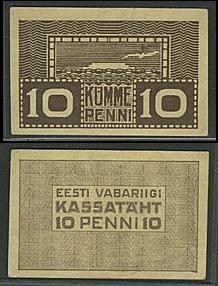 10 KÜMME 10
PENNI
EESTI VABARIIGI
KASSATÄHT
10 PENNI 10